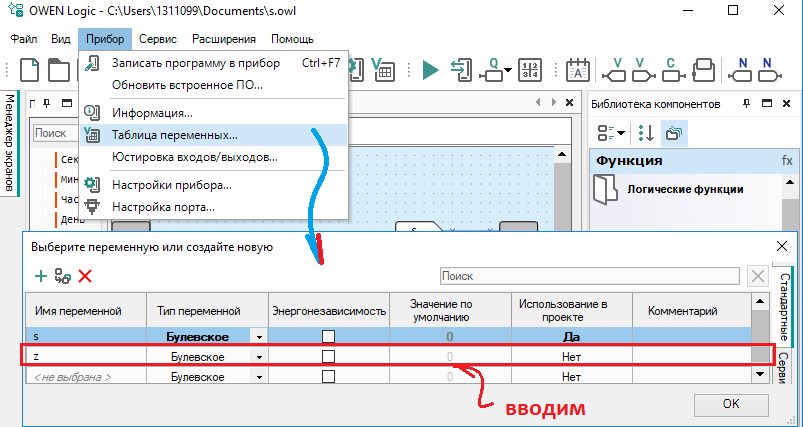 OWEN Logic - C:\Users\1311099\Documents\s.owl
Файл Вид Прибор Сервис Расширения Помощь
Записать программу в прибор Ctrl+F7
Обновить встроенное ПО...
Информация...
Таблица переменных...
Юстировка входов/выходов...
Настройки прибора...
Настройка порта...
Менеджер экранов
П
Поиск
Сек
Мин
Час
День
s
Q
V V C N N
Библиотека компонентов
Функция fx
Логические функции
Выберите переменную или создайте новую
Поиск
Имя переменной Тип переменной Энергонезависимость Значение по умолчанию Использование в проекте Комментарий
s Булевское 0 Да
z Булевское 0 Нет
< не выбрана > Булевское 0 Нет
Стандартные
Серви
вводим
OK